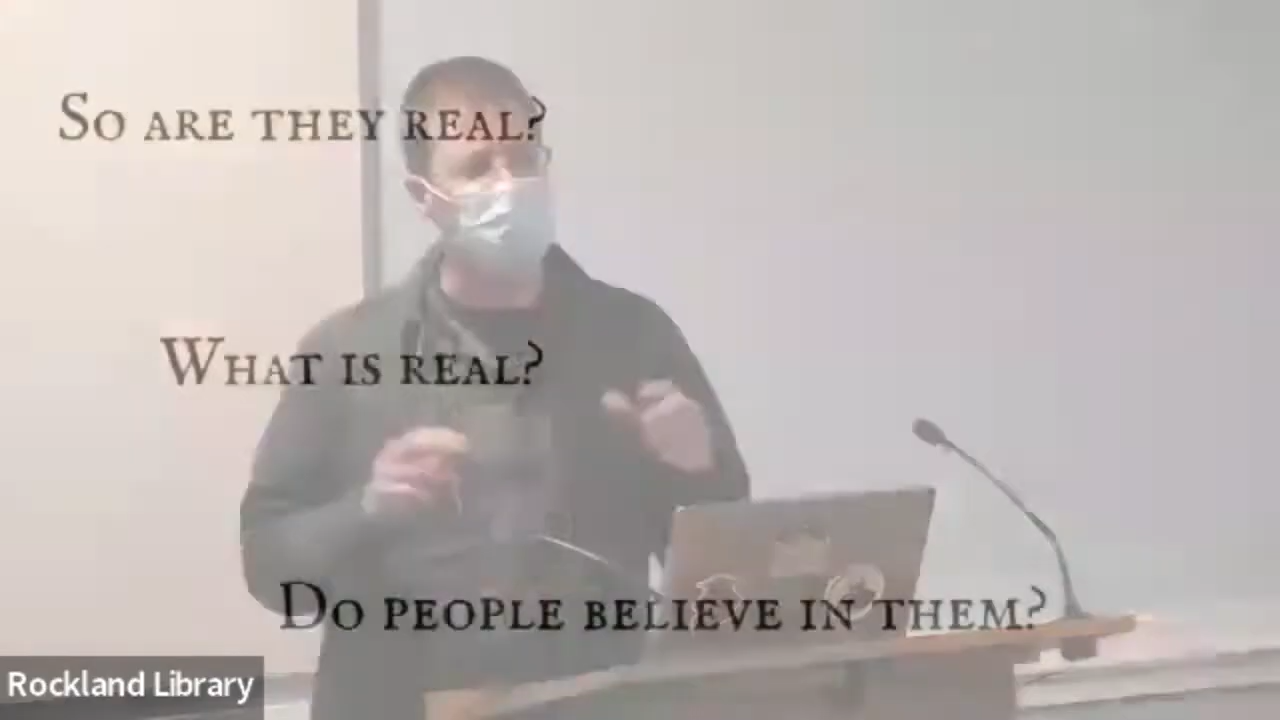 So are they real?
What is real?
Do people believe in them?
Rockland Library